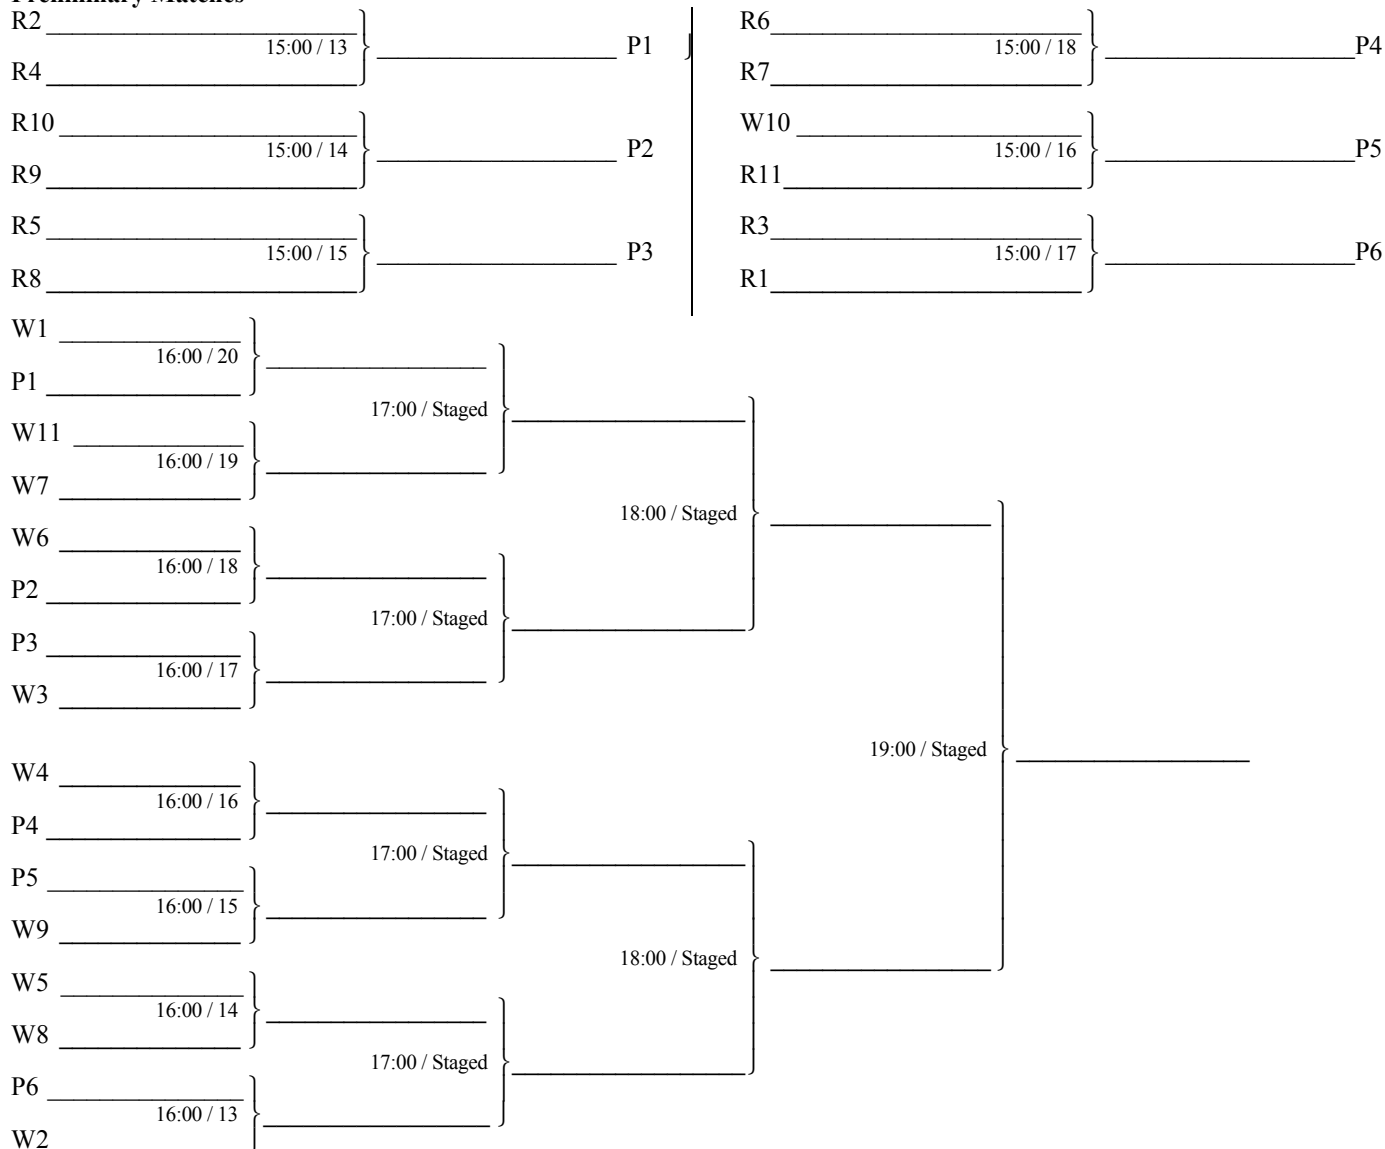 Preliminary Matches
R2
15:00 / 13
P1
R4
R10
15:00 / 14
P2
R9
R5
15:00 / 15
P3
R8
R6
15:00 / 18
P4
R7
W10
15:00 / 16
P5
R11
R3
15:00 / 17
P6
R1
W1
16:00 / 20
P1
17:00 / Staged
W11
16:00 / 19
W7
18:00 / Staged
W6
16:00 / 18
P2
17:00 / Staged
P3
16:00 / 17
W3
19:00 / Staged
W4
16:00 / 16
P4
17:00 / Staged
P5
16:00 / 15
W9
18:00 / Staged
W5
16:00 / 14
W8
17:00 / Staged
P6
16:00 / 13
W2